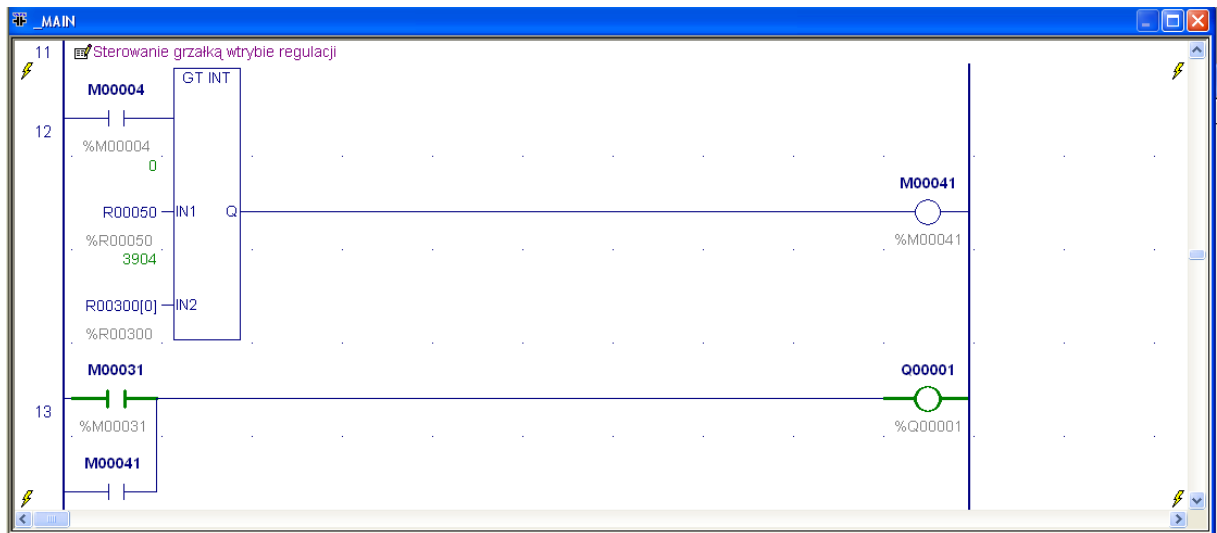 _MAIN
11 Sterowanie grzałką wtrybie regulacji
GT INT
M00004
12
%M00004
0
M00041
R00050 IN1 Q
%R00050
%M00041
3904
R00300[0] IN2
%R00300
M00031 Q00001
13
%M00031 %Q00001
M00041